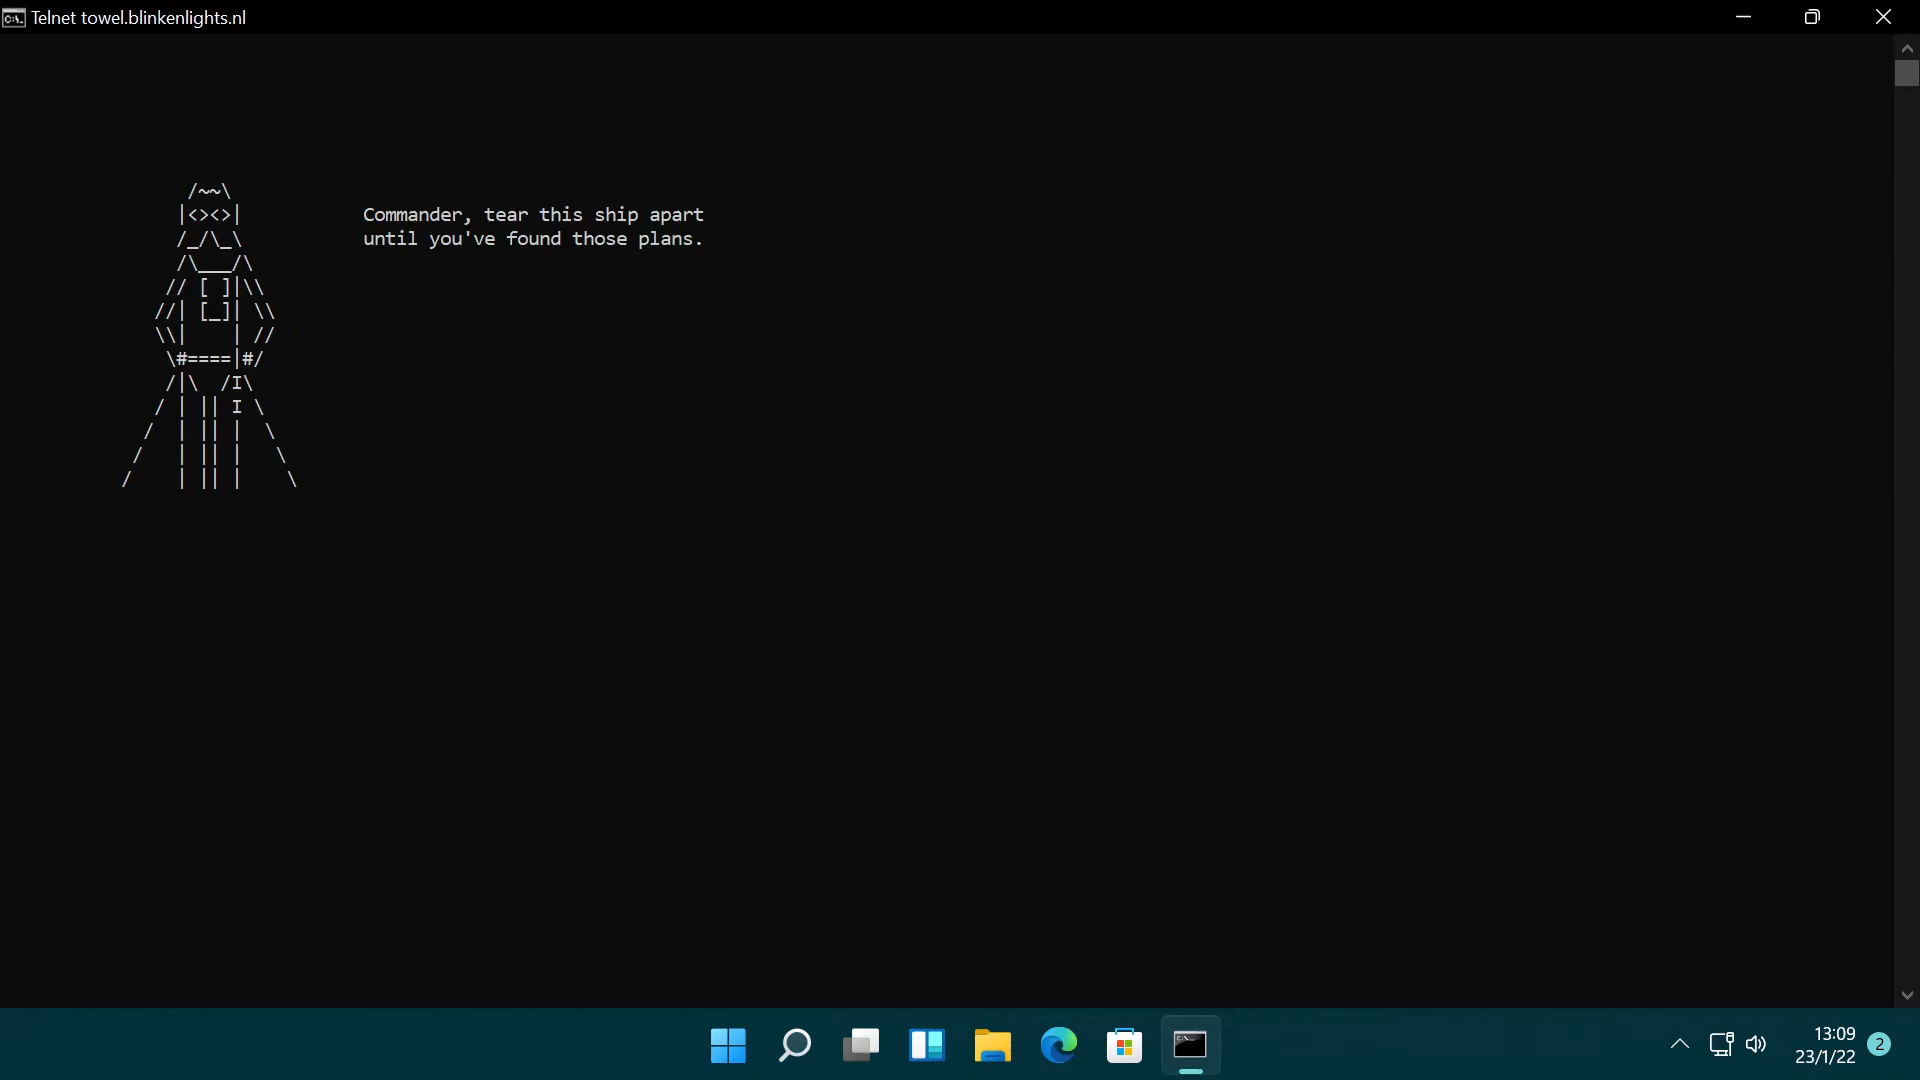 Telnet towel.blinkenlights.nl
Commander, tear this ship apart
until you've found those plans.
13:09
23/1/22
2